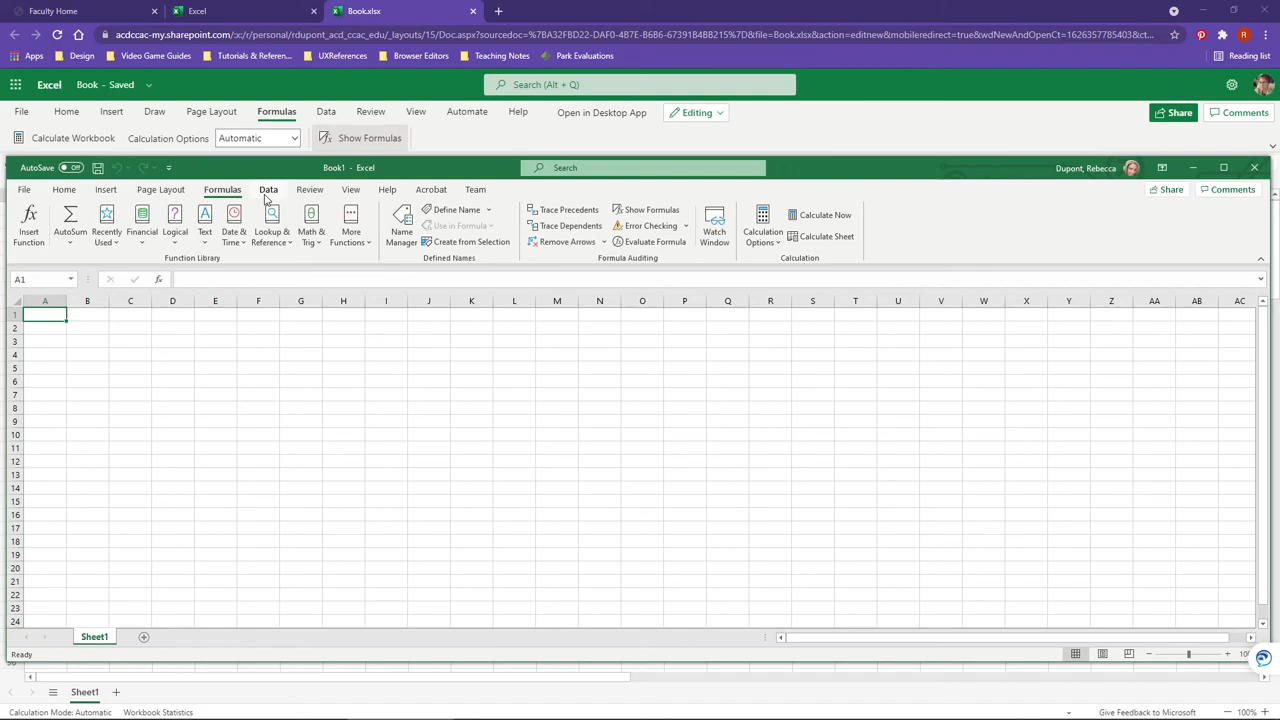 Faculty Home
Excel
Book.xlsx
R
acdccac-my.sharepoint.com/:x:/r/personal/rdupont_acd_ccac_edu/_layouts/15/Doc.aspx?sourcedoc=%7BA32FBD22-DAF0-4B7E-B6B6-67391B4BB215%7D&file=Book.xlsx&action=editnew&mobileredirect=true&wdNewAndOpenCt=1626357785403&ct...
Apps Design Video Game Guides Tutorials & Referen... UXReferences Browser Editors Teaching Notes Park Evaluations Reading list
Excel Book - Saved Search (Alt + Q)
File Home Insert Draw Page Layout Formulas Data Review View Automate Help Open in Desktop App Editing Share Comments
Calculate Workbook Calculation Options Automatic Show Formulas
AutoSave Off Book1 - Excel Search Dupont, Rebecca
File Home Insert Page Layout Formulas Data Review View Help Acrobat Team Share Comments
Insert Function AutoSum Recently Used Financial Logical Text Date & Time Lookup & Reference Math & Trig More Functions
Function Library
Name Manager Define Name Use in Formula Create from Selection
Defined Names
Trace Precedents Trace Dependents Remove Arrows Show Formulas Error Checking Evaluate Formula Watch Window
Formula Auditing
Calculation Options Calculate Now Calculate Sheet
Calculation
A1 fx
A B C D E F G H I J K L M N O P Q R S T U V W X Y Z AA AB AC
1
2
3
4
5
6
7
8
9
10
11
12
13
14
15
16
17
18
19
20
21
22
23
24
Sheet1
Ready
Sheet1
Calculation Mode: Automatic Workbook Statistics Give Feedback to Microsoft 100%